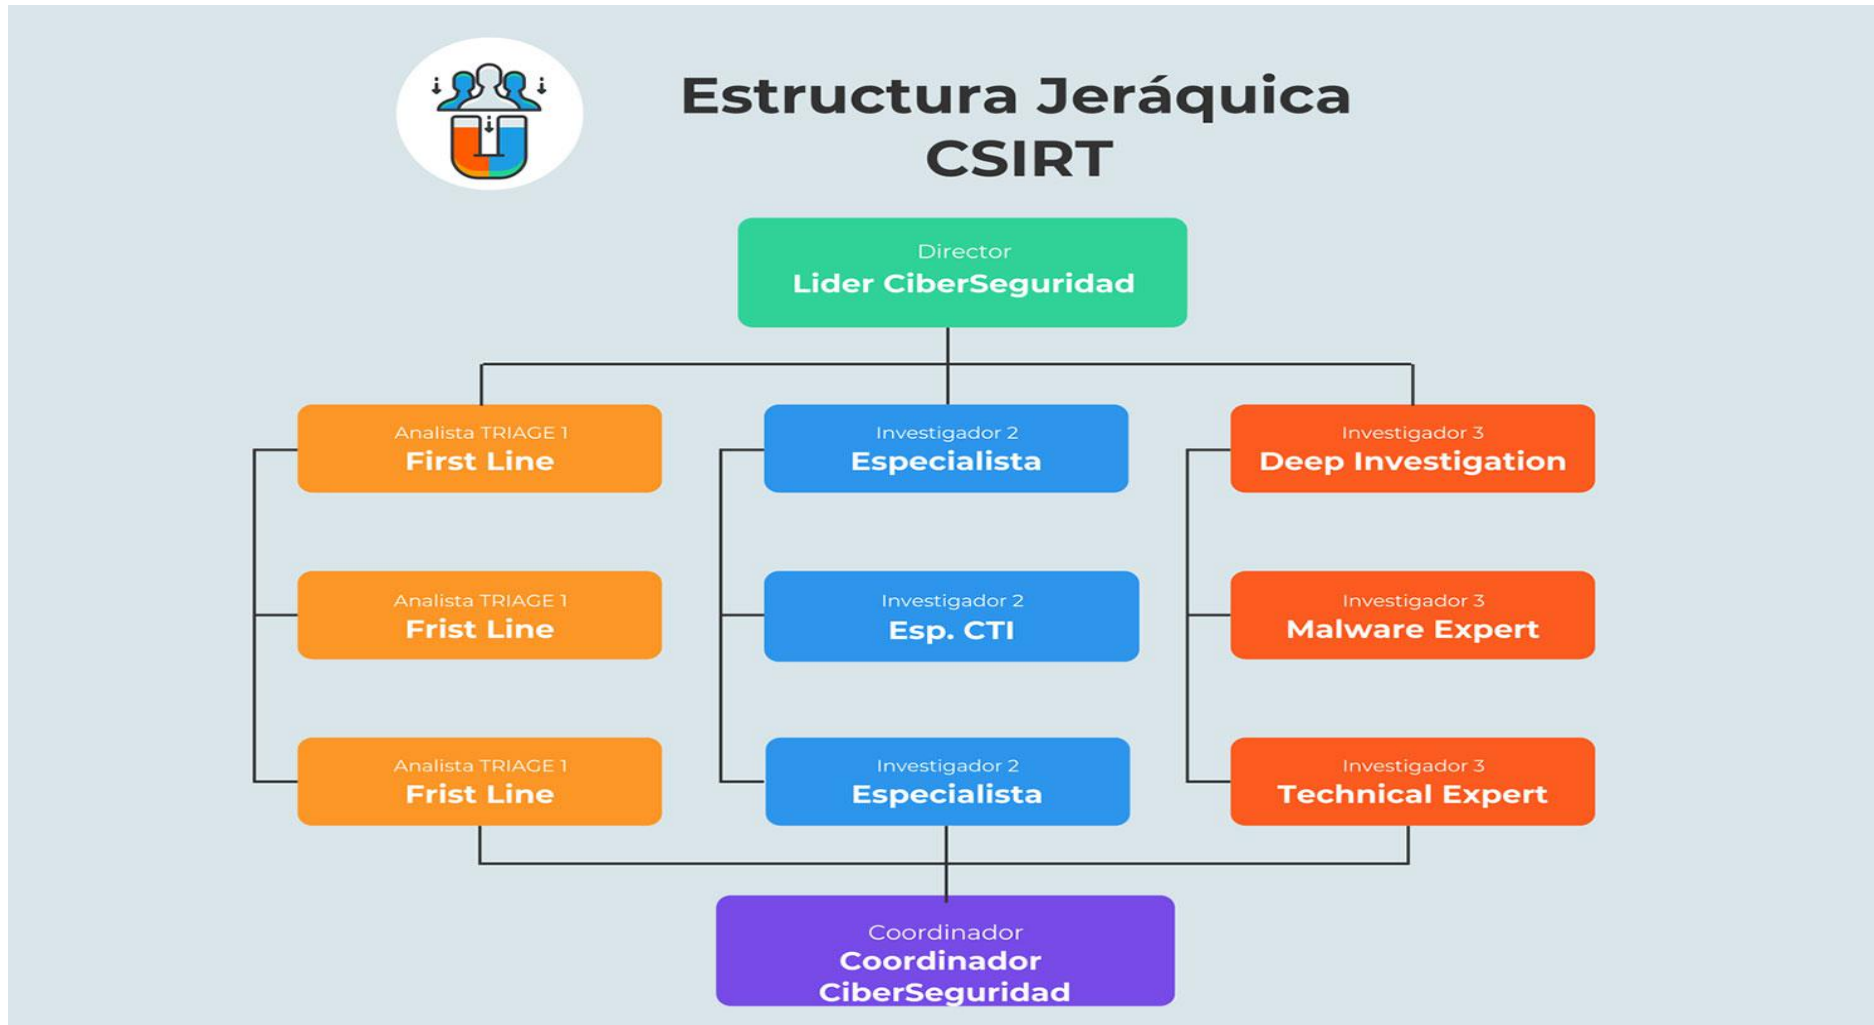 Estructura Jeráquica
CSIRT
Director
Lider CiberSeguridad
Analista TRIAGE 1
First Line
Investigador 2
Especialista
Investigador 3
Deep Investigation
Analista TRIAGE 1
Frist Line
Investigador 2
Esp. CTI
Investigador 3
Malware Expert
Analista TRIAGE 1
Frist Line
Investigador 2
Especialista
Investigador 3
Technical Expert
Coordinador
Coordinador
CiberSeguridad